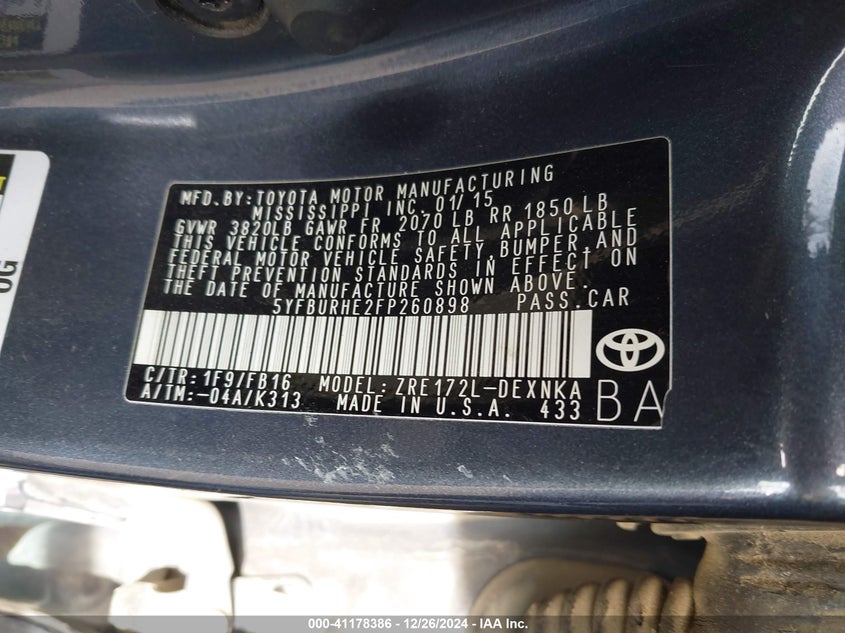 MFD. BY: TOYOTA MOTOR MANUFACTURING
MISSISSIPPI, INC. 01/15
GVWR 3820LB GAWR FR 2070 LB RR 1850 LB
THIS VEHICLE CONFORMS TO ALL APPLICABLE
FEDERAL MOTOR VEHICLE SAFETY, BUMPER, AND
THEFT PREVENTION STANDARDS IN EFFECT ON
THE DATE OF MANUFACTURE SHOWN ABOVE.
5YFBURHE2FP260898 PASS. CAR
C/TR: 1F9/FB16 MODEL: ZRE172L-DEXNKA
A/TM: -04A/K313 MADE IN U.S.A. 433 BA
0G
000-41178386 - 12/26/2024 - IAA Inc.